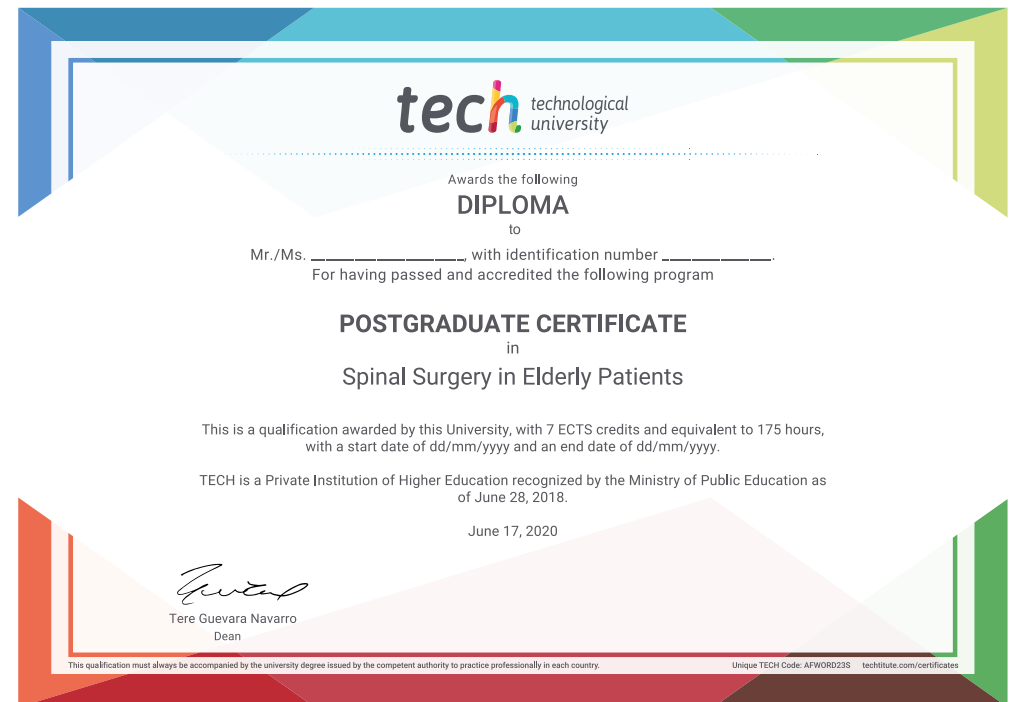 tech technological
university
Awards the following
DIPLOMA
to
Mr./Ms. _______________, with identification number ___________.
For having passed and accredited the following program
POSTGRADUATE CERTIFICATE
in
Spinal Surgery in Elderly Patients
This is a qualification awarded by this University, with 7 ECTS credits and equivalent to 175 hours,
with a start date of dd/mm/yyyy and an end date of dd/mm/yyyy.
TECH is a Private Institution of Higher Education recognized by the Ministry of Public Education as
of June 28, 2018.
June 17, 2020
Tere Guevara Navarro
Dean
This qualification must always be accompanied by the university degree issued by the competent authority to practice professionally in each country.
Unique TECH Code: AFWORD23S techtitute.com/certificates